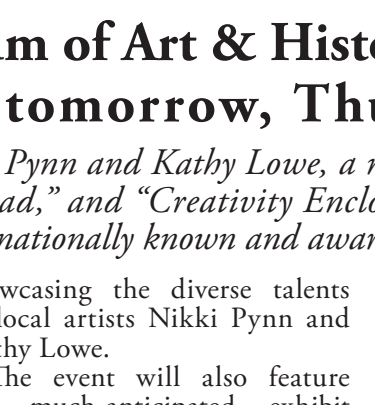 m of Art & Histo
tomorrow, Thu
Pynn and Kathy Lowe, a
ad,” and “Creativity Enclo
nationally known and awar
wcasing the diverse talents
local artists Nikki Pynn and
thy Lowe.
The event will also feature
much-anticipated exhibit